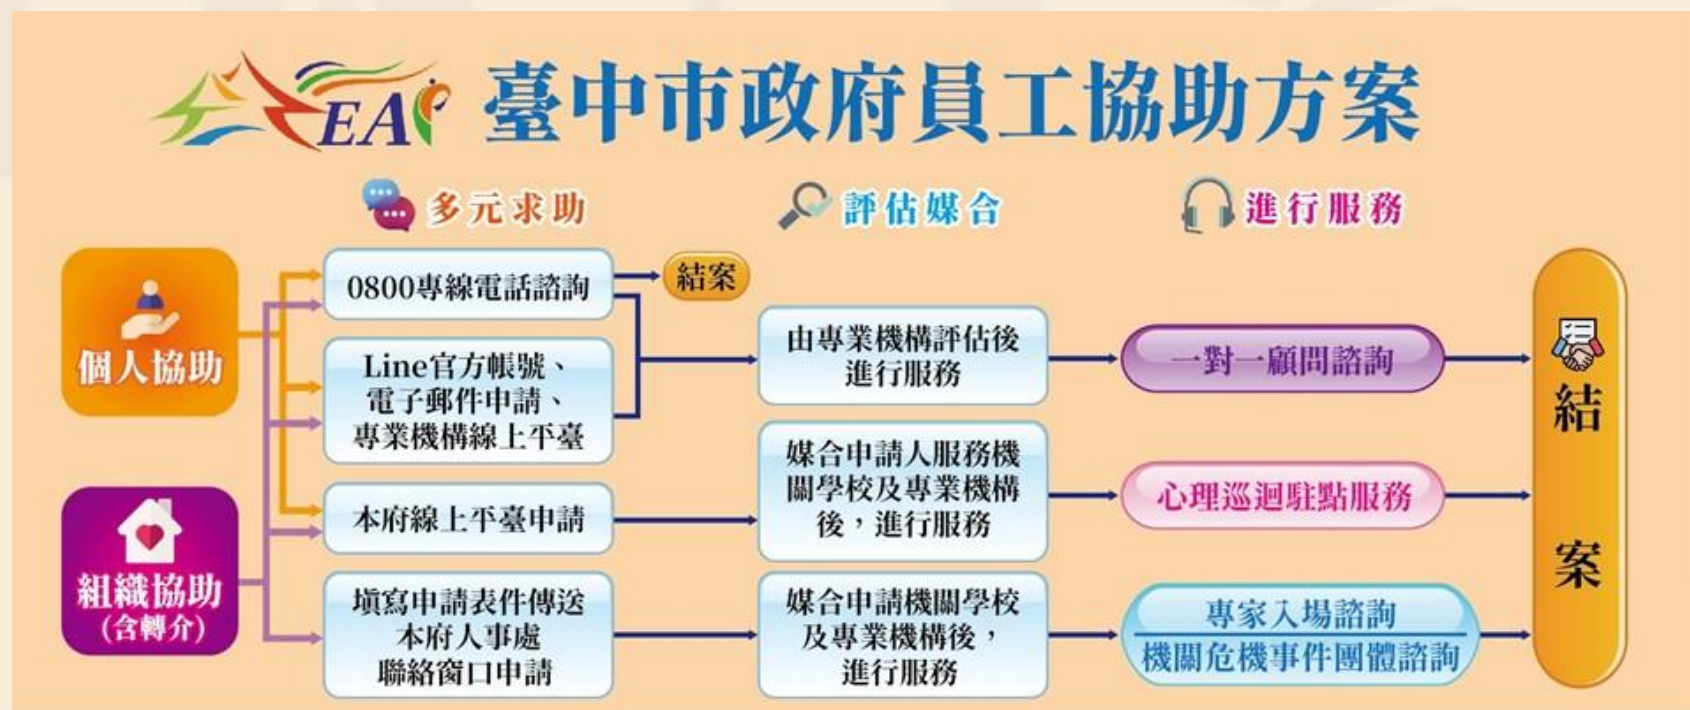 EAP 臺中市政府員工協助方案
多元求助
評估媒合
進行服務
個人協助
組織協助
(含轉介)
0800專線電話諮詢
結案
Line官方帳號、
電子郵件申請、
專業機構線上平臺
本府線上平臺申請
填寫申請表件傳送
本府人事處
聯絡窗口申請
由專業機構評估後
進行服務
媒合申請人服務機
關學校及專業機構
後，進行服務
媒合申請機關學校
及專業機構後，
進行服務
一對一顧問諮詢
心理巡迴駐點服務
專家入場諮詢
機關危機事件團體諮詢
結
案